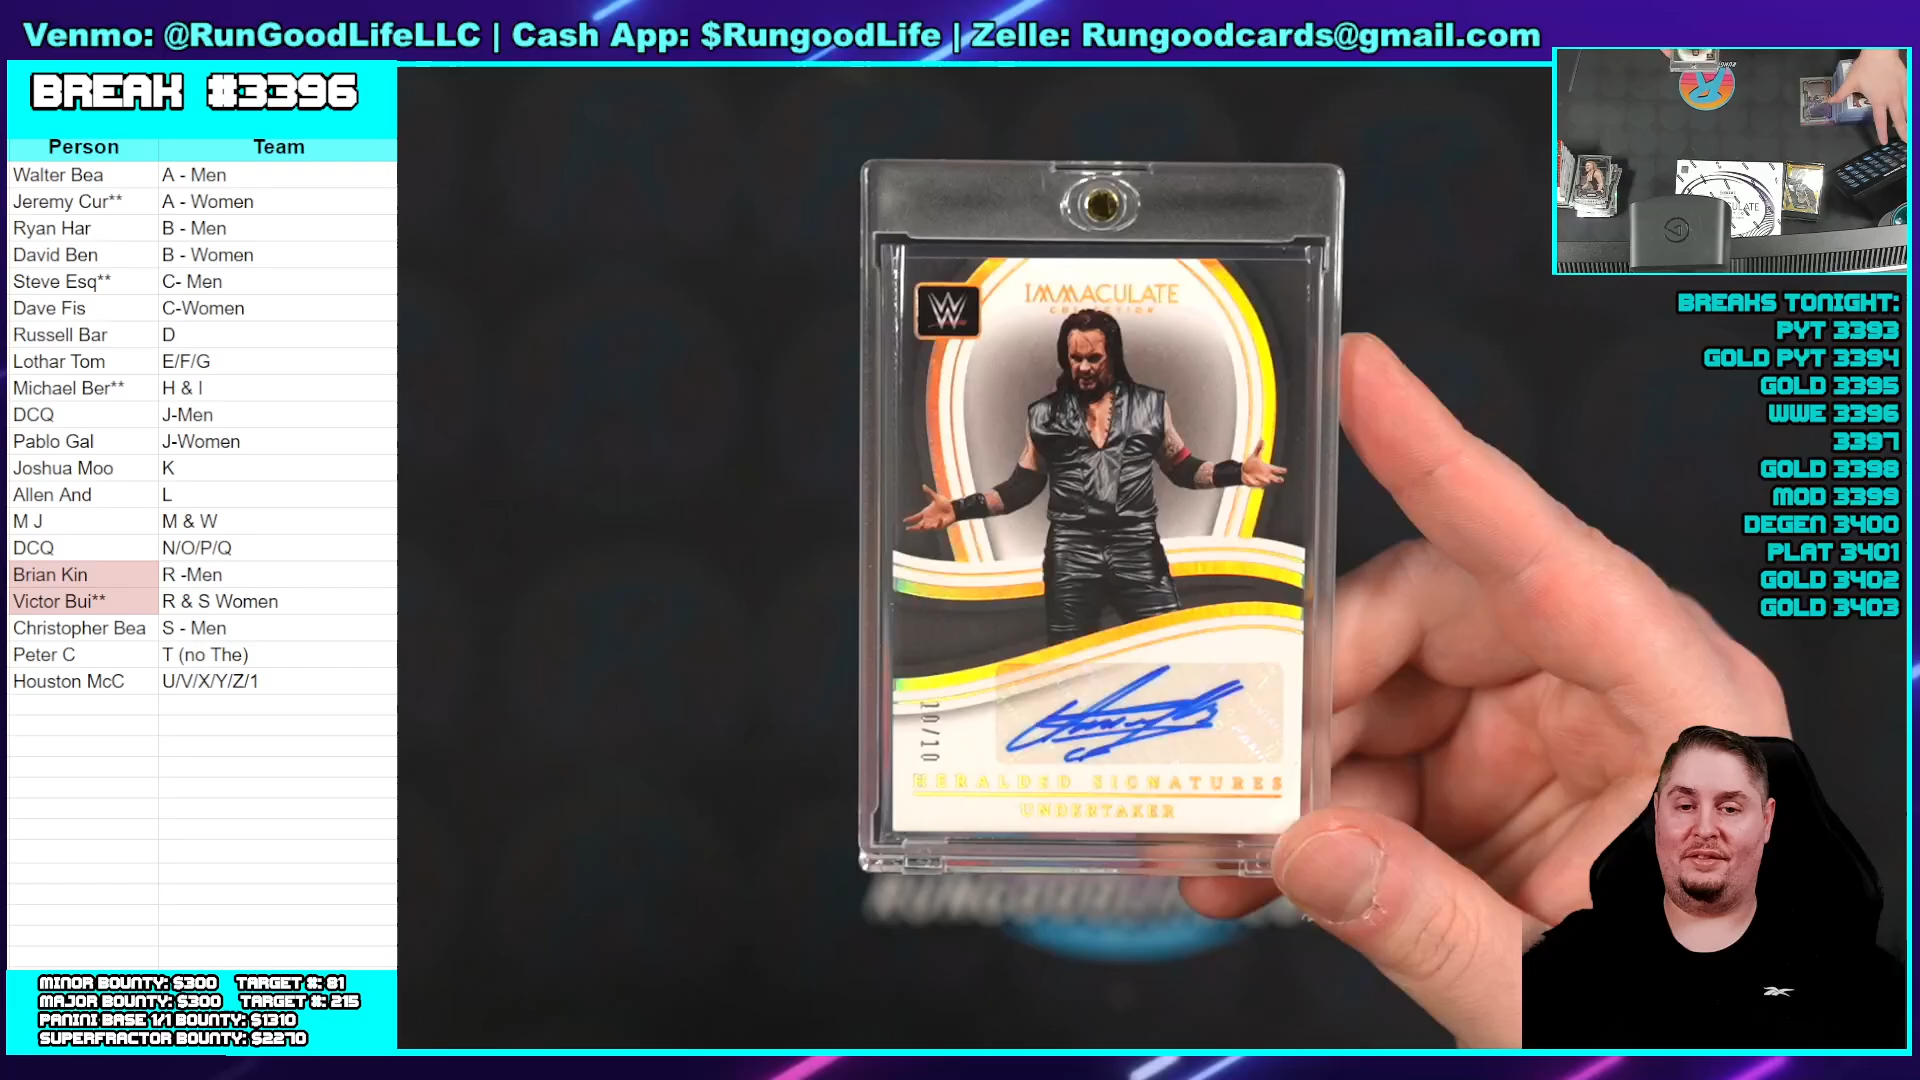 Venmo: @RunGoodLifeLLC | Cash App: $RungoodLife | Zelle: Rungoodcards@gmail.com
BREAK #3396
Person Team
Walter Bea A - Men
Jeremy Cur** A - Women
Ryan Har B - Men
David Ben B - Women
Steve Esq** C- Men
Dave Fis C-Women
Russell Bar D
Lothar Tom E/F/G
Michael Ber** H & I
DCQ J-Men
Pablo Gal J-Women
Joshua Moo K
Allen And L
M J M & W
DCQ N/O/P/Q
Brian Kin R -Men
Victor Bui** R & S Women
Christopher Bea S - Men
Peter C T (no The)
Houston McC U/V/X/Y/Z/1
MINOR BOUNTY: $300 TARGET #: 81
MAJOR BOUNTY: $300 TARGET #: 215
PANINI BASE 1/1 BOUNTY: $1310
SUPERFRACTOR BOUNTY: $2270
W
IMMACULATE
COLLECTION
10/10
HERALDED SIGNATURES
UNDERTAKER
BREAKS TONIGHT:
PYT 3393
GOLD PYT 3394
GOLD 3395
WWE 3396
3397
GOLD 3398
MOD 3399
DEGEN 3400
PLAT 3401
GOLD 3402
GOLD 3403